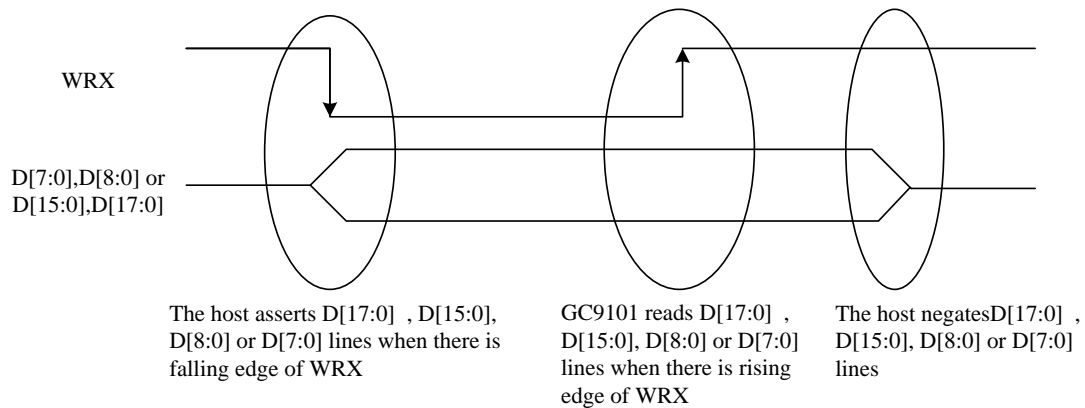 WRX
D[7:0],D[8:0] or
D[15:0],D[17:0]
The host asserts D[17:0] , D[15:0],
D[8:0] or D[7:0] lines when there is
falling edge of WRX
GC9101 reads D[17:0] ,
D[15:0], D[8:0] or D[7:0]
lines when there is rising
edge of WRX
The host negatesD[17:0] ,
D[15:0], D[8:0] or D[7:0]
lines